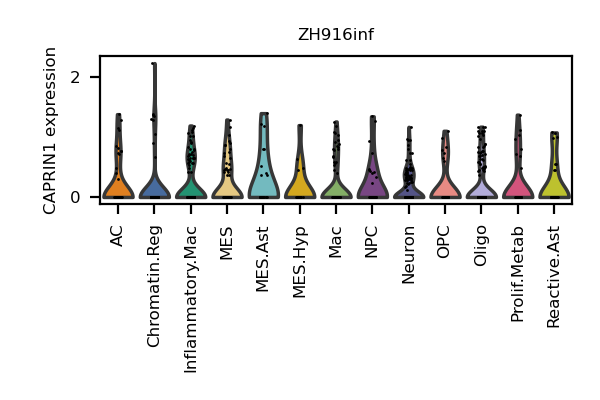 ZH916inf
CAPRIN1 expression
2
0
AC
Chromatin.Reg
Inflammatory.Mac
MES
MES.Ast
MES.Hyp
Mac
NPC
Neuron
OPC
Oligo
Prolif.Metab
Reactive.Ast